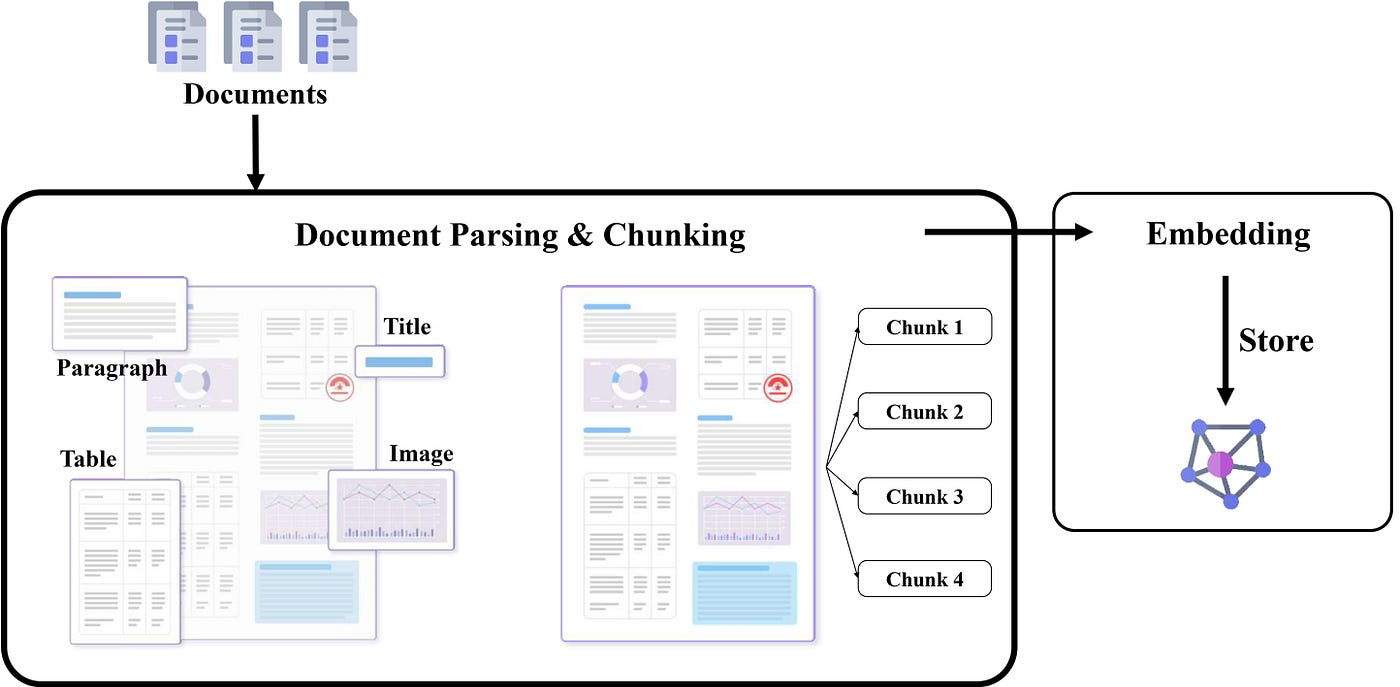 Documents
Document Parsing & Chunking
Embedding
Paragraph
Title
Table
Image
Chunk 1
Chunk 2
Chunk 3
Chunk 4
Store